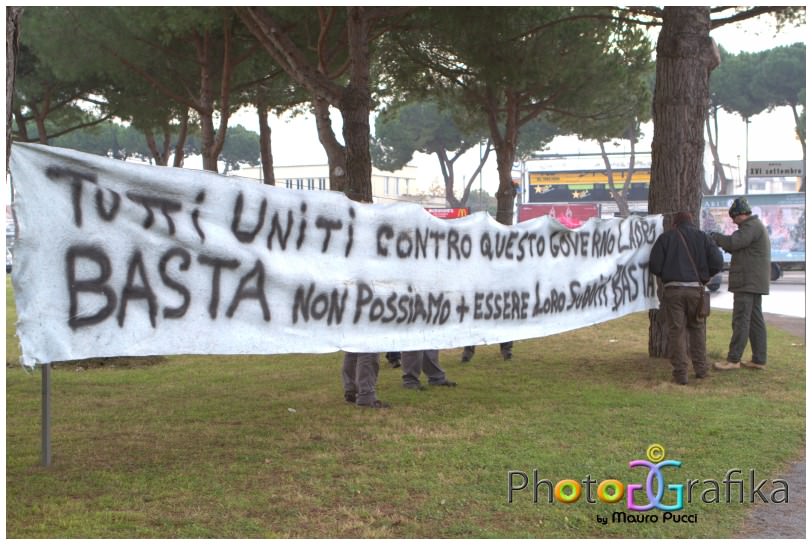 TUTTI UNITI CONTRO QUESTO GOVERNO LADRO
BASTA NON POSSIAMO + ESSERE LORO SUDDITI BASTA
XVI settembre
©
PhotoGrafika
by Mauro Pucci